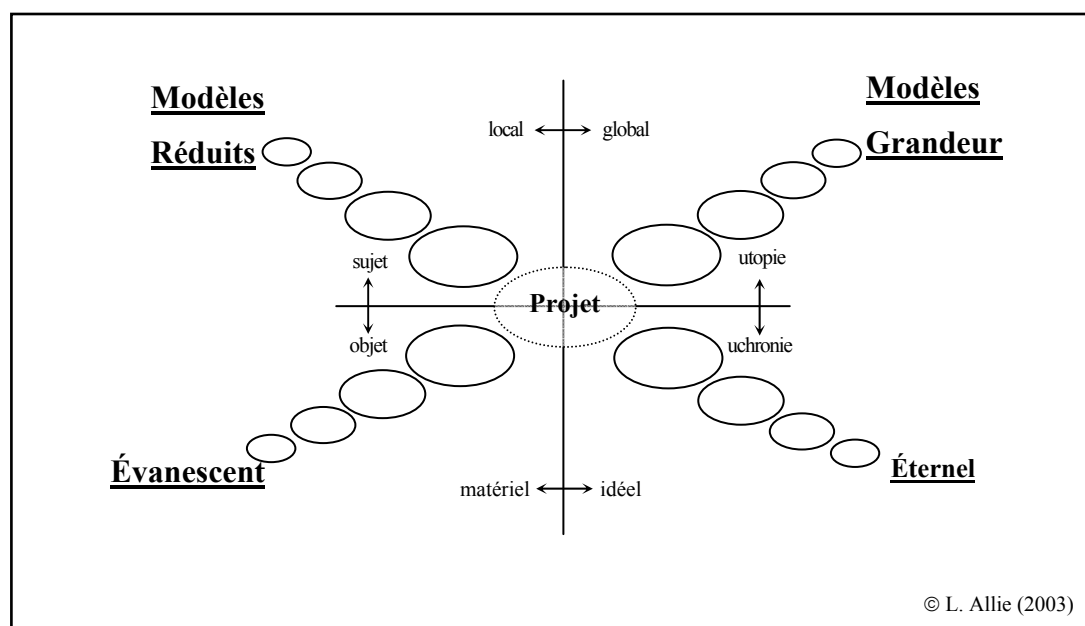 Modèles
Réduits
Modèles
Grandeur
local
global
sujet
utopie
Projet
objet
uchronie
Évanescent
Éternel
matériel
idéel
© L. Allie (2003)